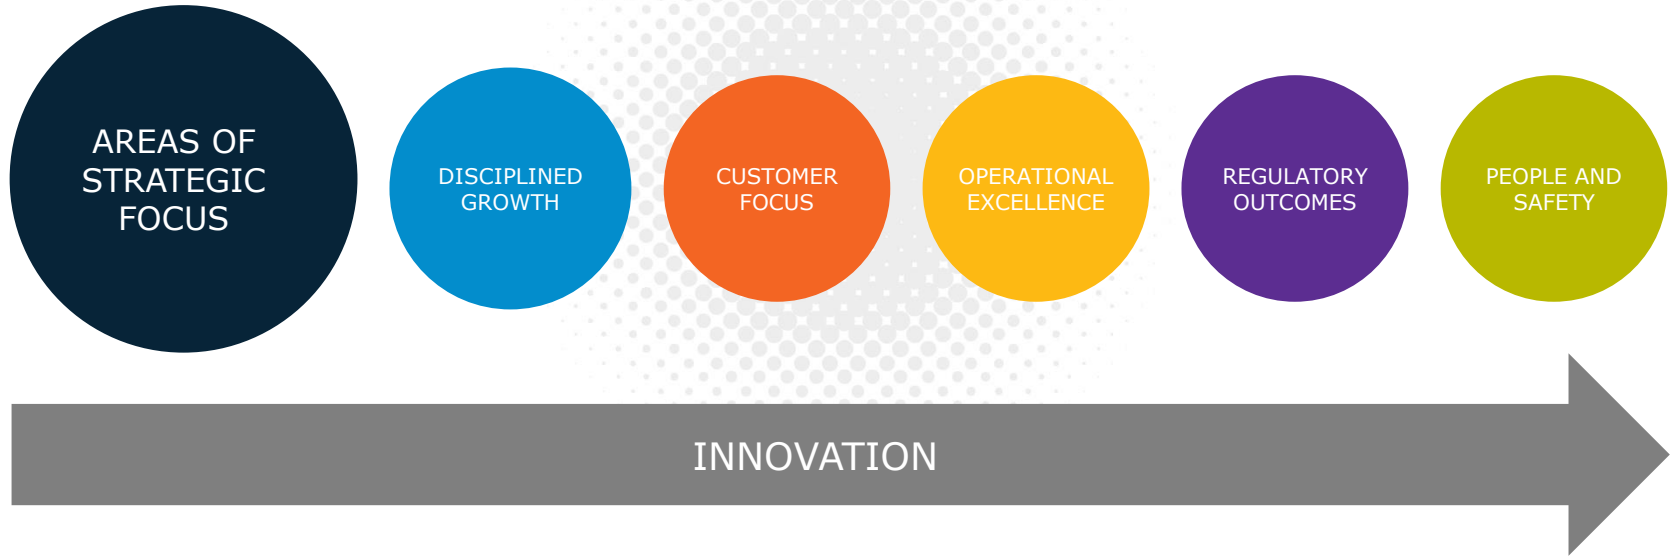 AREAS OF
STRATEGIC
FOCUS
DISCIPLINED
GROWTH
CUSTOMER
FOCUS
OPERATIONAL
EXCELLENCE
REGULATORY
OUTCOMES
PEOPLE AND
SAFETY
INNOVATION